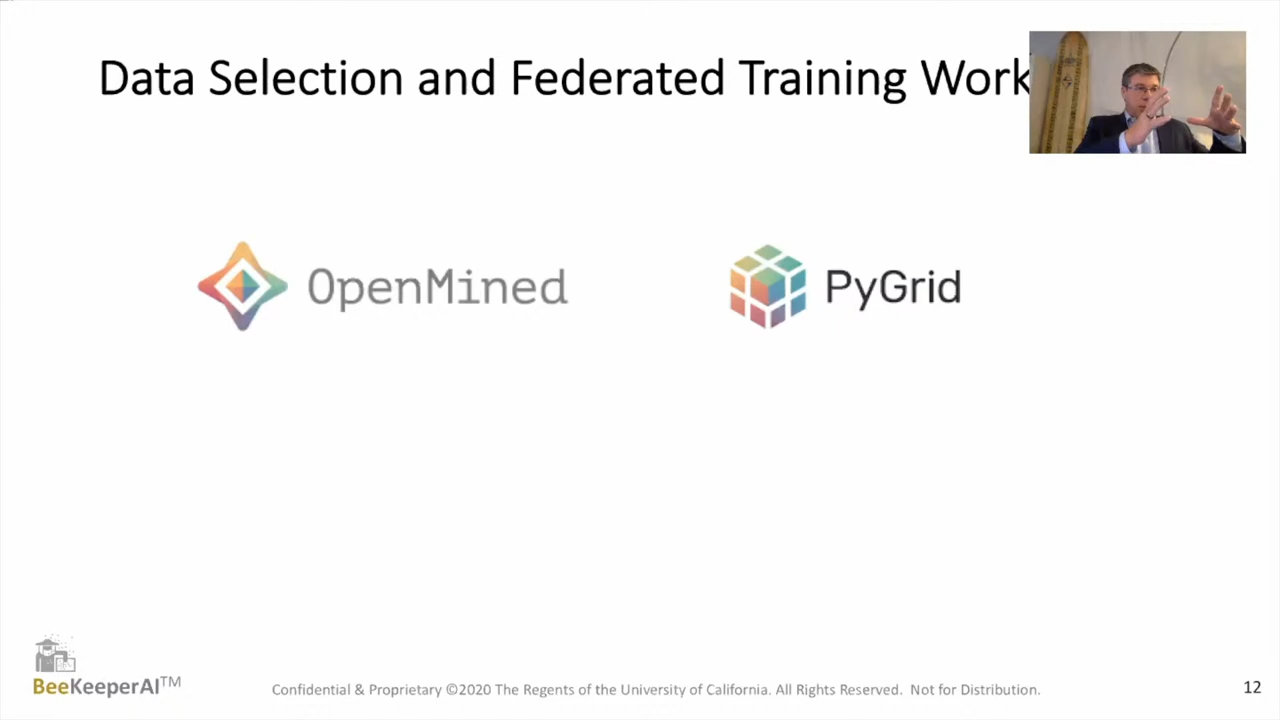 Data Selection and Federated Training Work
OpenMined
PyGrid
BeeKeeperAI™
Confidential & Proprietary ©2020 The Regents of the University of California. All Rights Reserved. Not for Distribution.
12